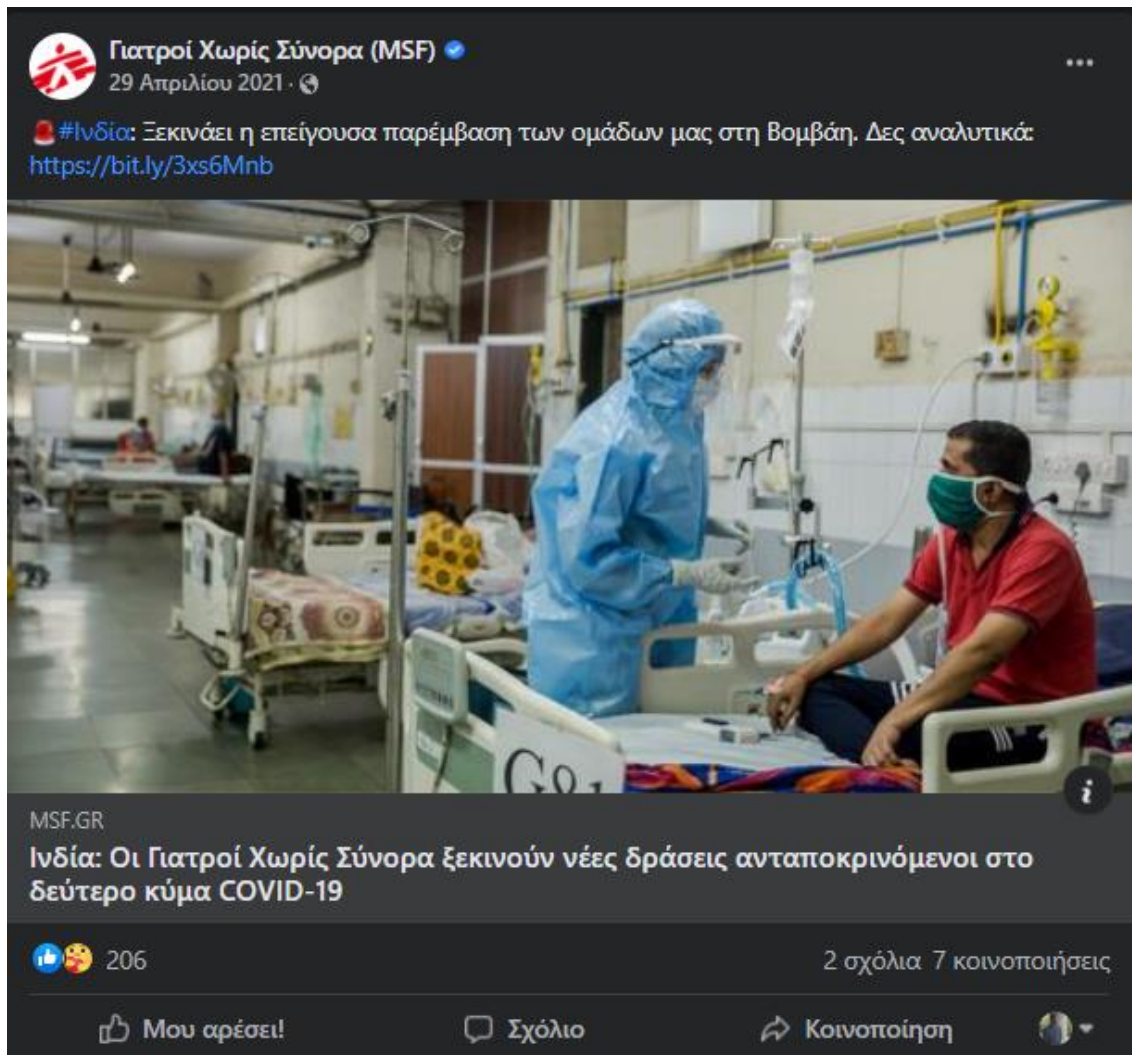 Γιατροί Χωρίς Σύνορα (MSF)
29 Απριλίου 2021 ·
#Ινδία: Ξεκινάει η επείγουσα παρέμβαση των ομάδων μας στη Βομβάη. Δες αναλυτικά:
https://bit.ly/3xs6Mnb
MSF.GR
Ινδία: Οι Γιατροί Χωρίς Σύνορα ξεκινούν νέες δράσεις ανταποκρινόμενοι στο
δεύτερο κύμα COVID-19
206
2 σχόλια 7 κοινοποιήσεις
Μου αρέσει! Σχόλιο Κοινοποίηση